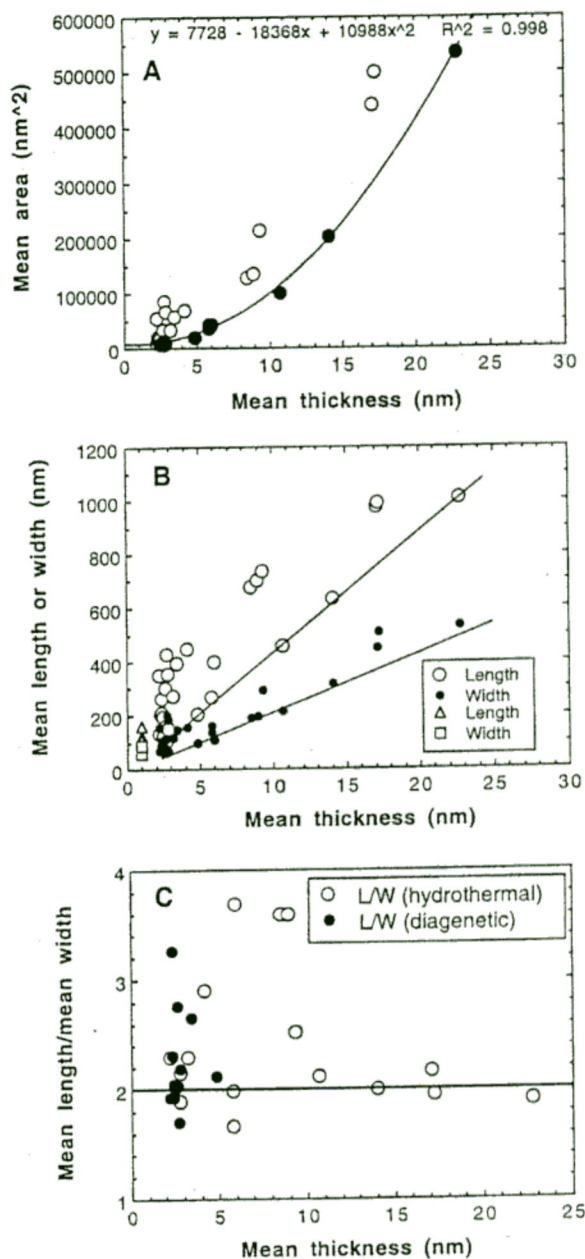 y = 7728 - 18368x + 10988x^2 R^2 = 0.998
A
600000
500000
400000
300000
200000
100000
0
Mean area (nm^2)
0 5 10 15 20 25 30
Mean thickness (nm)
B
1200
1000
800
600
400
200
0
Mean length or width (nm)
Length
Width
Length
Width
0 5 10 15 20 25 30
Mean thickness (nm)
C
4
3
2
1
Mean length/mean width
L/W (hydrothermal)
L/W (diagenetic)
0 5 10 15 20 25
Mean thickness (nm)